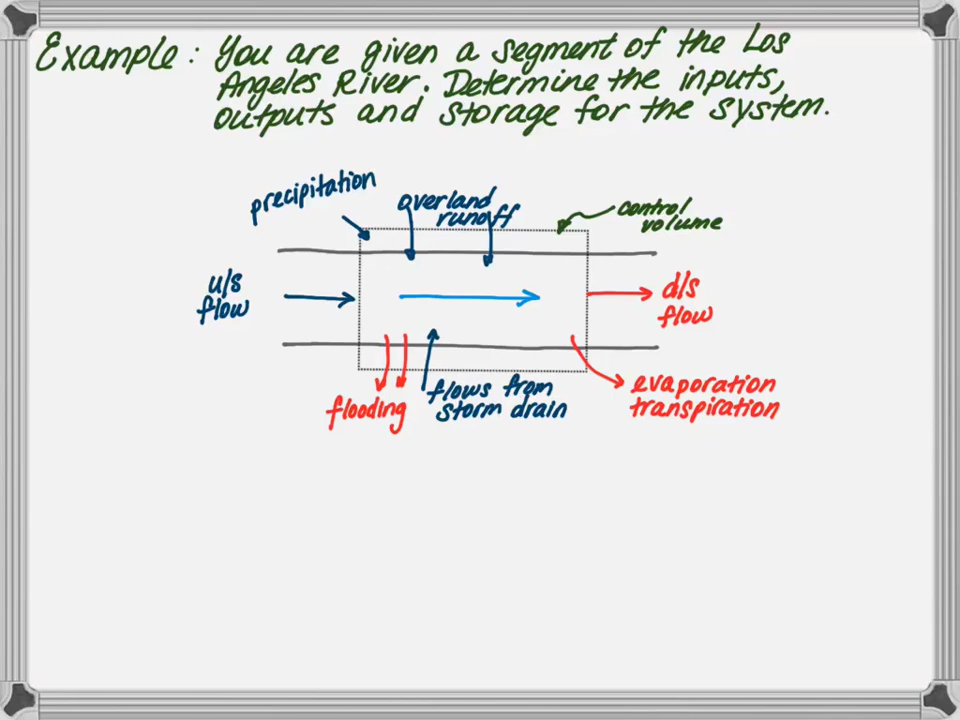 Example: You are given a segment of the Los
Angeles River. Determine the inputs,
outputs and storage for the system.
precipitation
overland
runoff
control
volume
u/s
flow
d/s
flow
flooding
flows from
storm drain
evaporation
transpiration